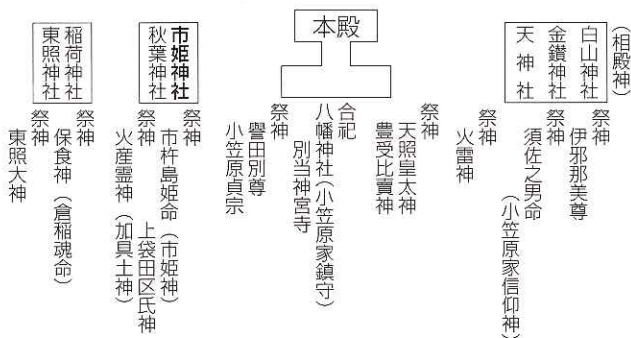 （相殿神）
白山神社
金鑚神社
天神社
祭神
伊邪那美尊
祭神
須佐之男命
（小笠原家信仰神）
祭神
火雷神
本殿
祭神
天照皇太神
豊受比賣神
合祀
八幡神社（小笠原家鎮守）
別当神宮寺
祭神
譽田別尊
小笠原貞宗
市姫神社
秋葉神社
祭神
市杵島姫命（市姫神）
上袋田区氏神
祭神
火産霊神（加具土神）
稲荷神社
東照神社
祭神
保食神（倉稲魂命）
祭神
東照大神